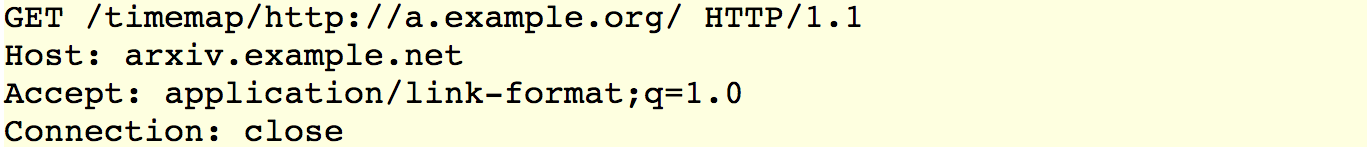 GET /timemap/http://a.example.org/ HTTP/1.1
Host: arxiv.example.net
Accept: application/link-format;q=1.0
Connection: close